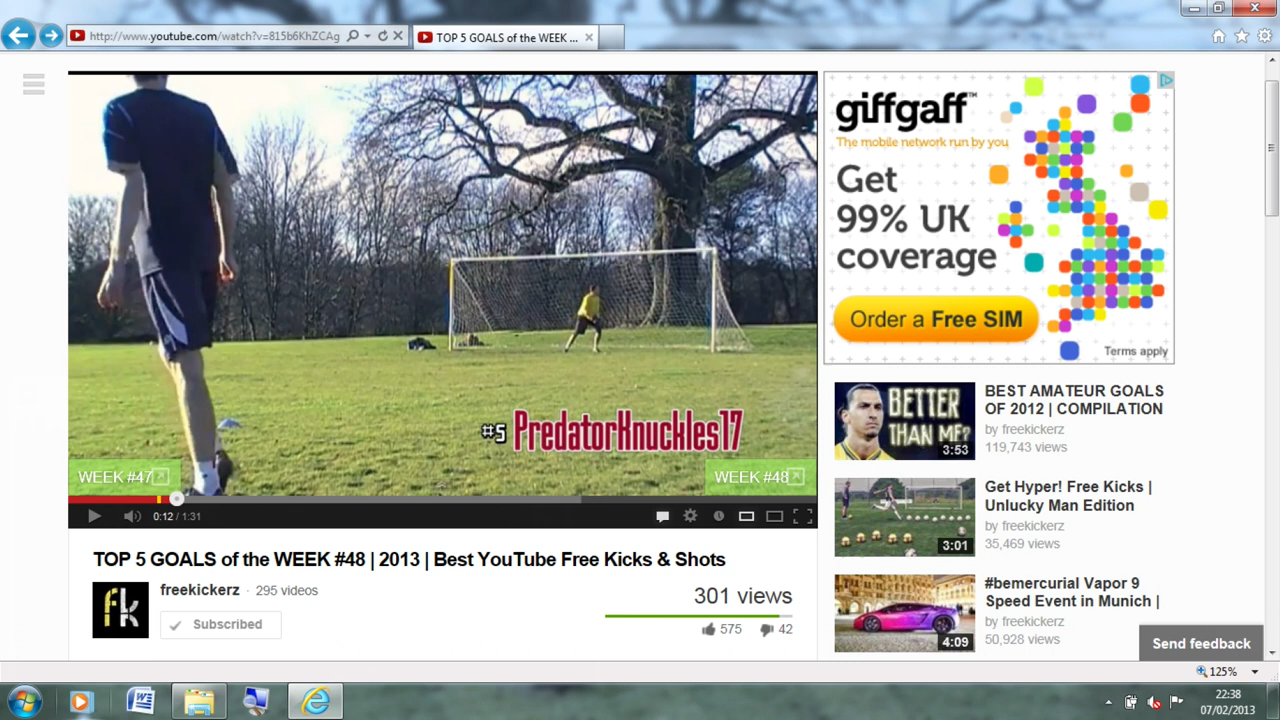 http://www.youtube.com/watch?v=815b6KhZCAg
TOP 5 GOALS of the WEEK ...
#5 PredatorKnuckles17
WEEK #47
WEEK #48
0:12 / 1:31
TOP 5 GOALS of the WEEK #48 | 2013 | Best YouTube Free Kicks & Shots
fk
freekickerz · 295 videos
Subscribed
301 views
575
42
giffgaff™
The mobile network run by you
Get
99% UK
coverage
Order a Free SIM
Terms apply
BETTER
THAN ME?
3:53
BEST AMATEUR GOALS
OF 2012 | COMPILATION
by freekickerz
119,743 views
3:01
Get Hyper! Free Kicks |
Unlucky Man Edition
by freekickerz
35,469 views
4:09
#bemercurial Vapor 9
Speed Event in Munich |
by freekickerz
50,928 views
Send feedback
125%
22:38
07/02/2013